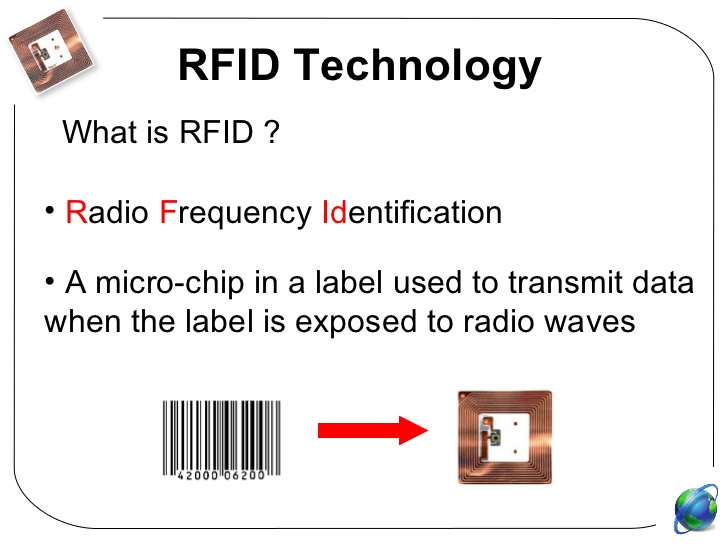 RFID Technology
What is RFID ?
• Radio Frequency Identification
• A micro-chip in a label used to transmit data
when the label is exposed to radio waves
42000 06200